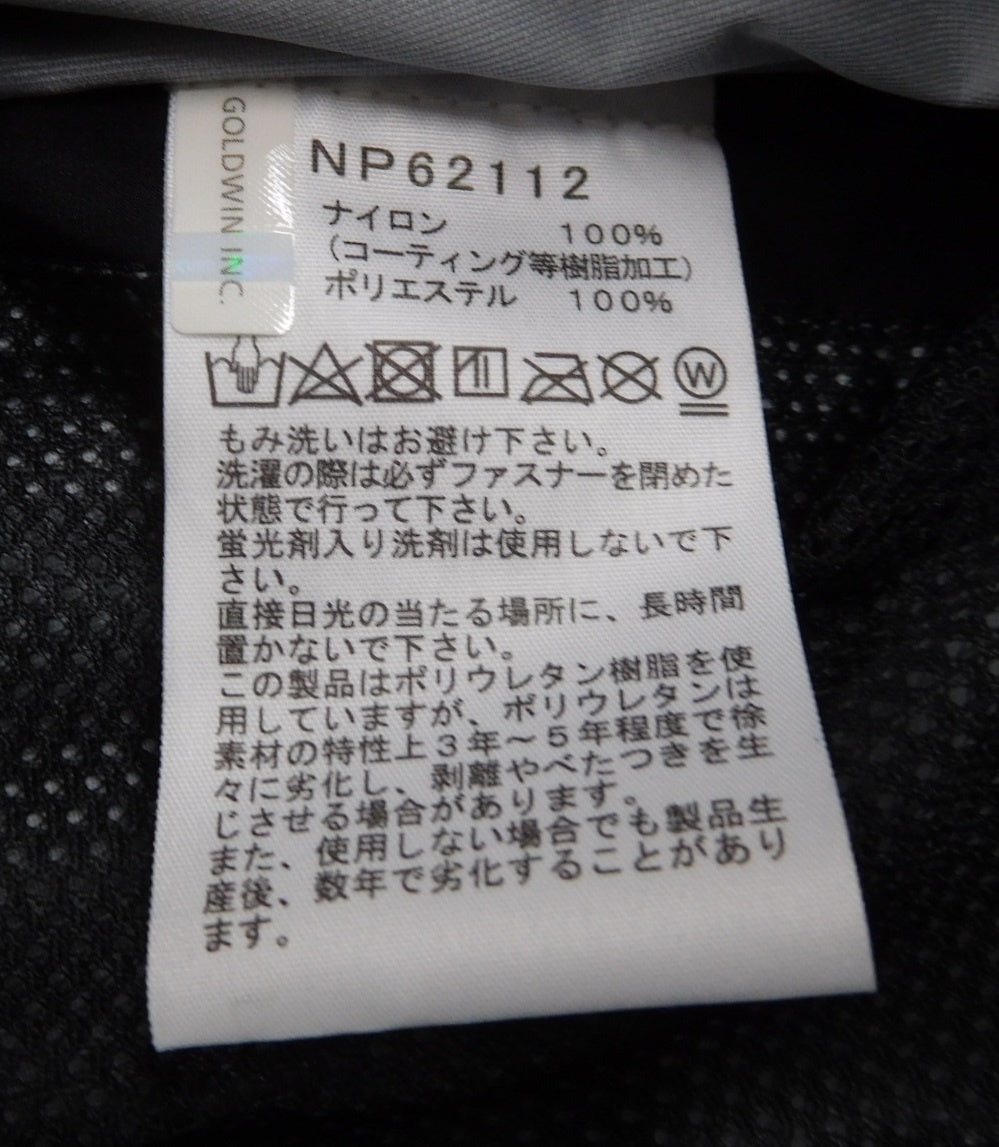 GOLDWIN INC.
NP62112
ナイロン 100%
（コーティング等樹脂加工）
ポリエステル 100%
W
もみ洗いはお避け下さい。
洗濯の際は必ずファスナーを閉めた
状態で行って下さい。
蛍光剤入り洗剤は使用しないで下
さい。
直接日光の当たる場所に、長時間
置かないで下さい。
この製品はポリウレタン樹脂を使
用していますが、ポリウレタンは
素材の特性上3年～5年程度で徐
々に劣化し、剥離やべたつきを生
じさせる場合があります。
また、使用しない場合でも製品生
産後、数年で劣化することがあり
ます。